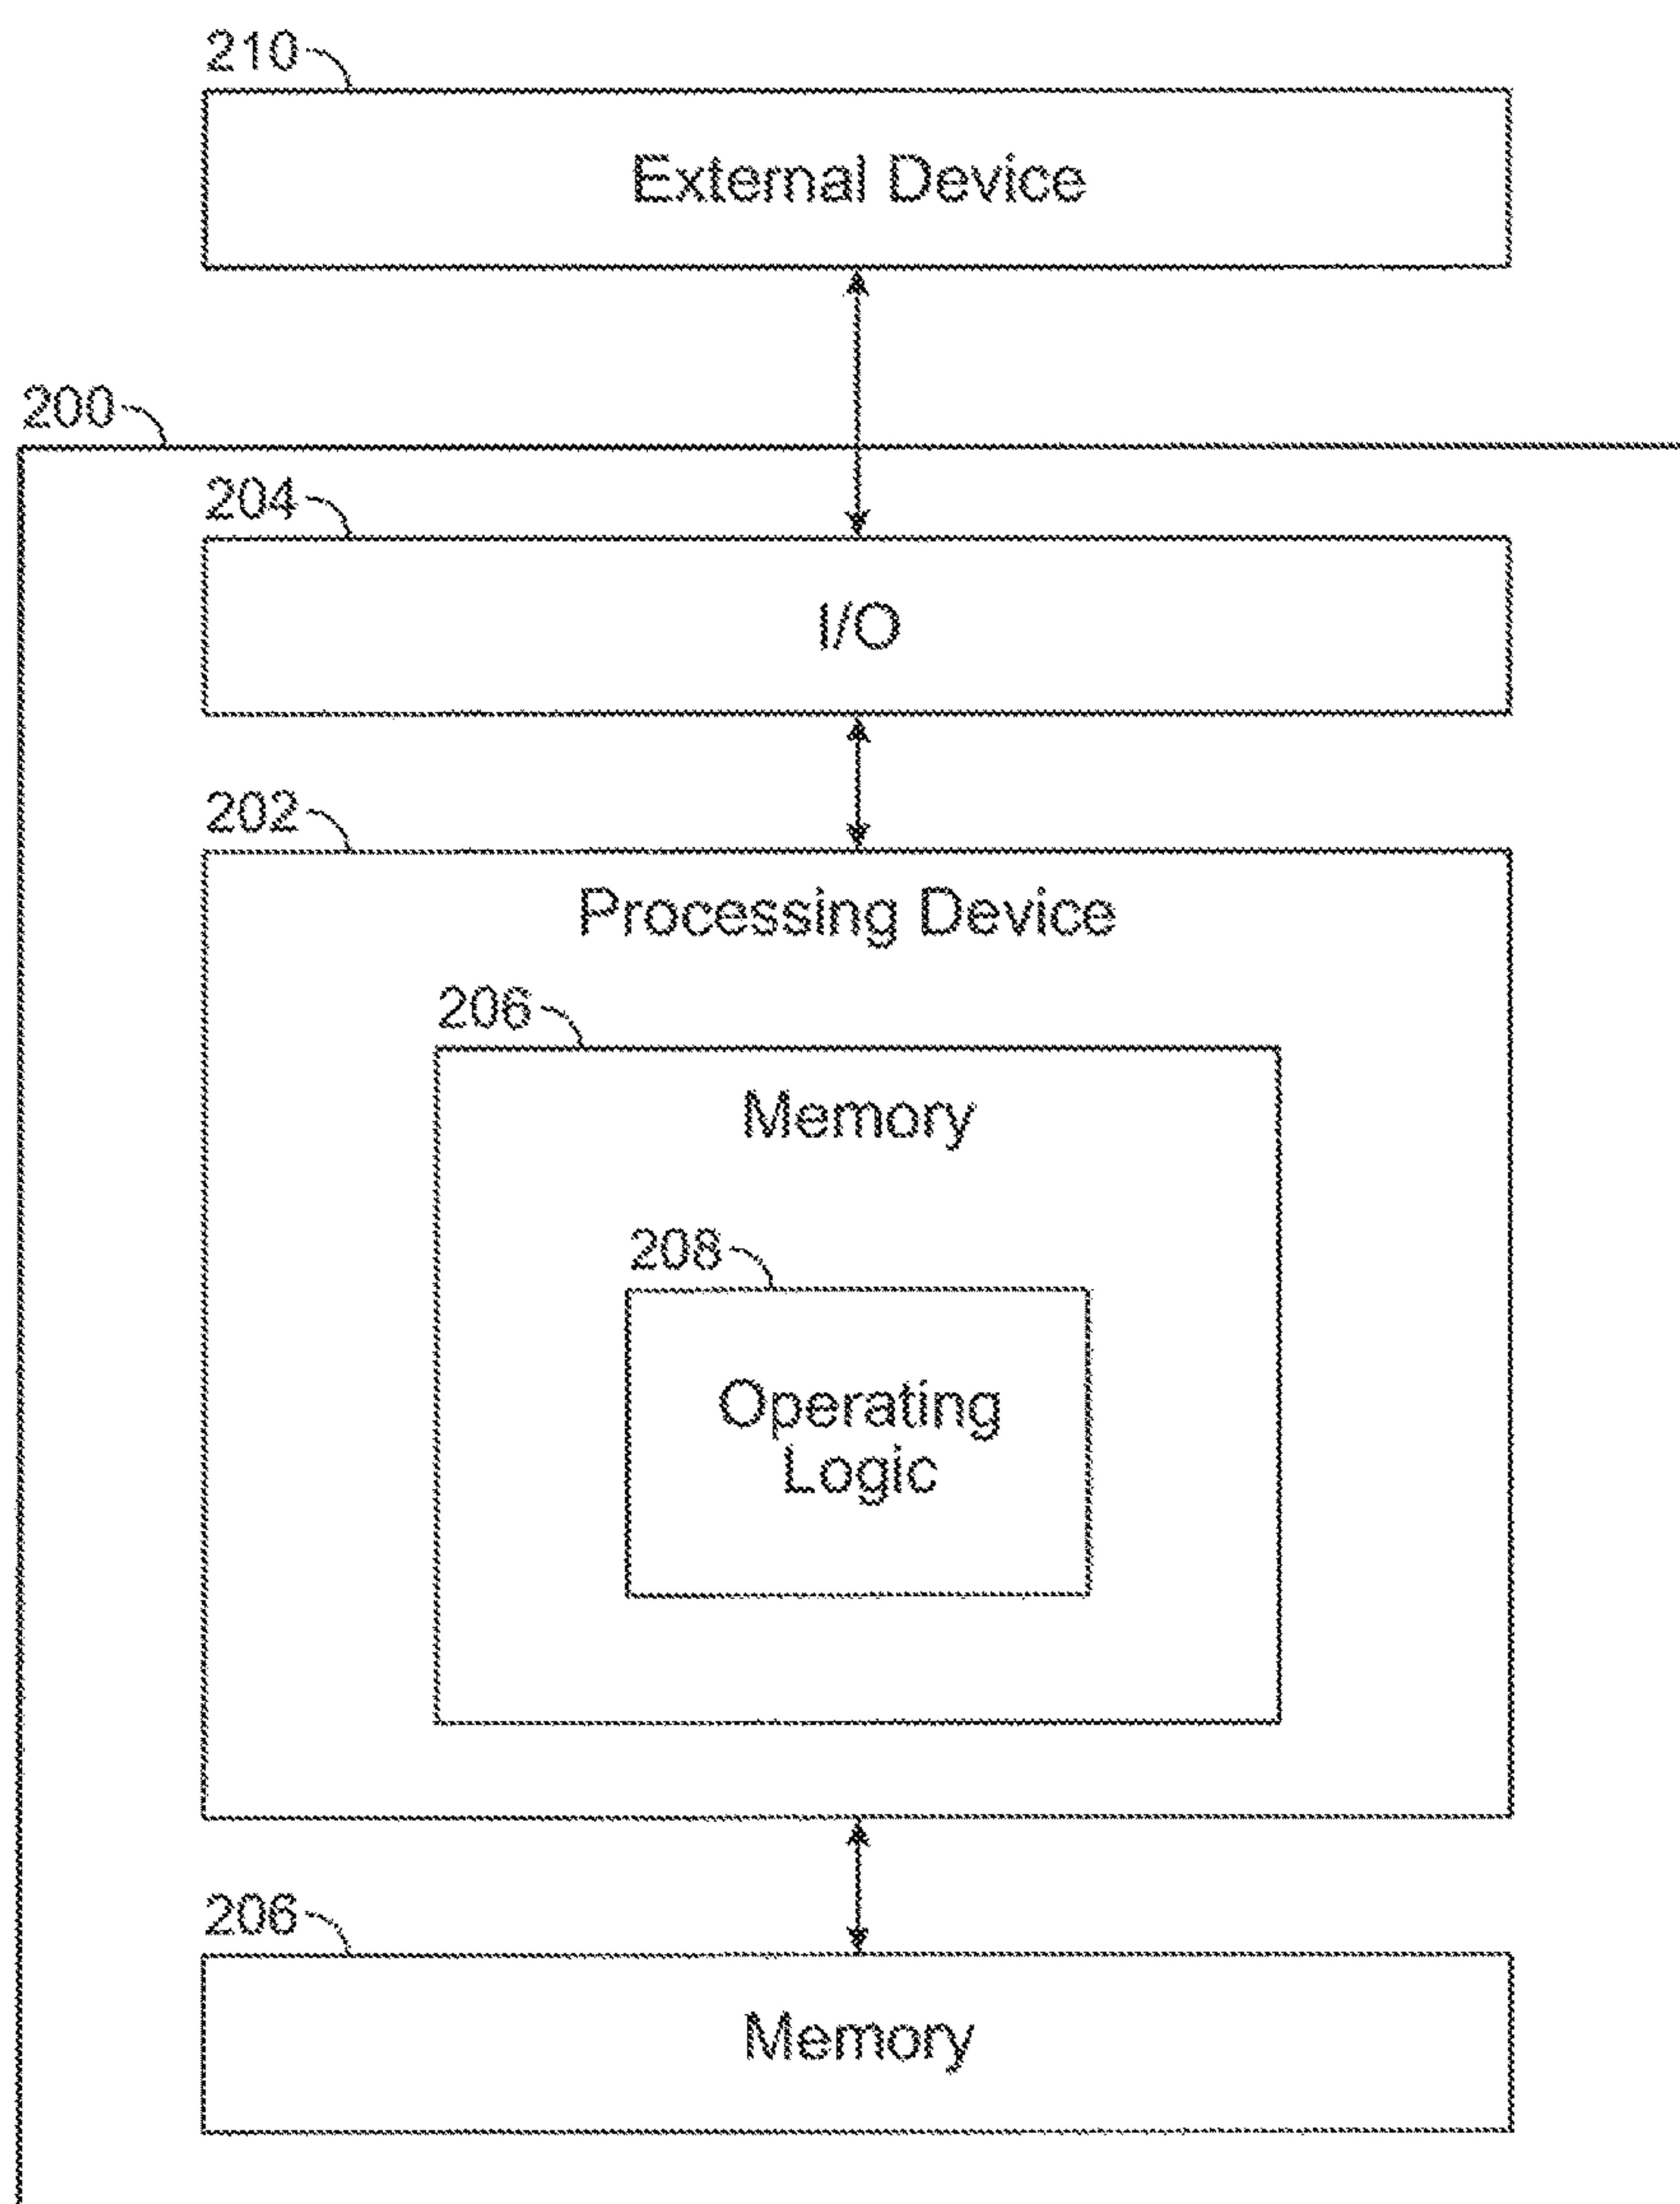 210
External Device
200
204
I/O
202
Processing Device
206
Memory
208
Operating
Logic
206
Memory